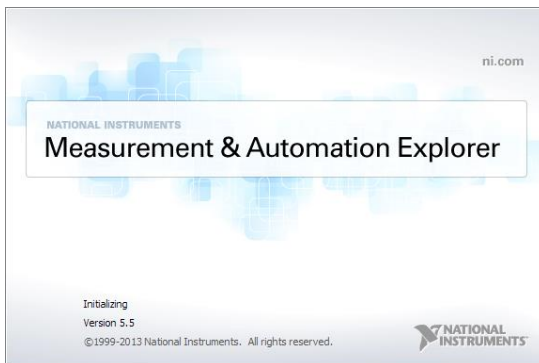 ni.com
NATIONAL INSTRUMENTS
Measurement & Automation Explorer
Initializing
Version 5.5
©1999-2013 National Instruments. All rights reserved.
NATIONAL
INSTRUMENTS™